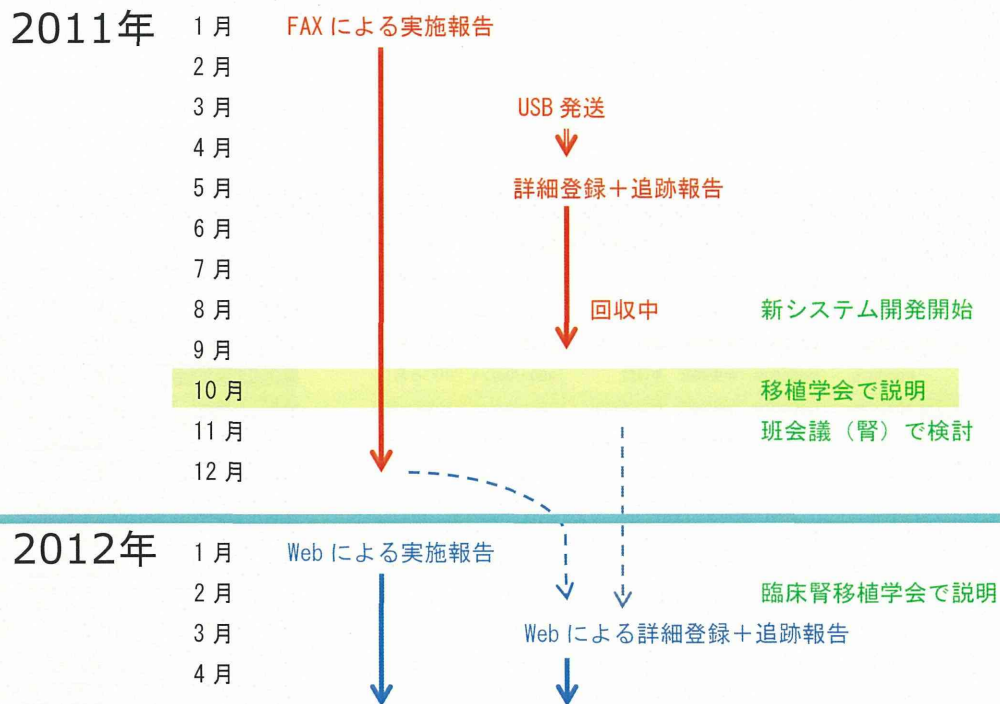 2011年
1月 FAXによる実施報告
2月
3月 USB発送
4月
5月 詳細登録＋追跡報告
6月
7月
8月 回収中 新システム開発開始
9月
10月 移植学会で説明
11月 班会議（腎）で検討
12月
2012年
1月 Webによる実施報告
2月 臨床腎移植学会で説明
3月 Webによる詳細登録＋追跡報告
4月